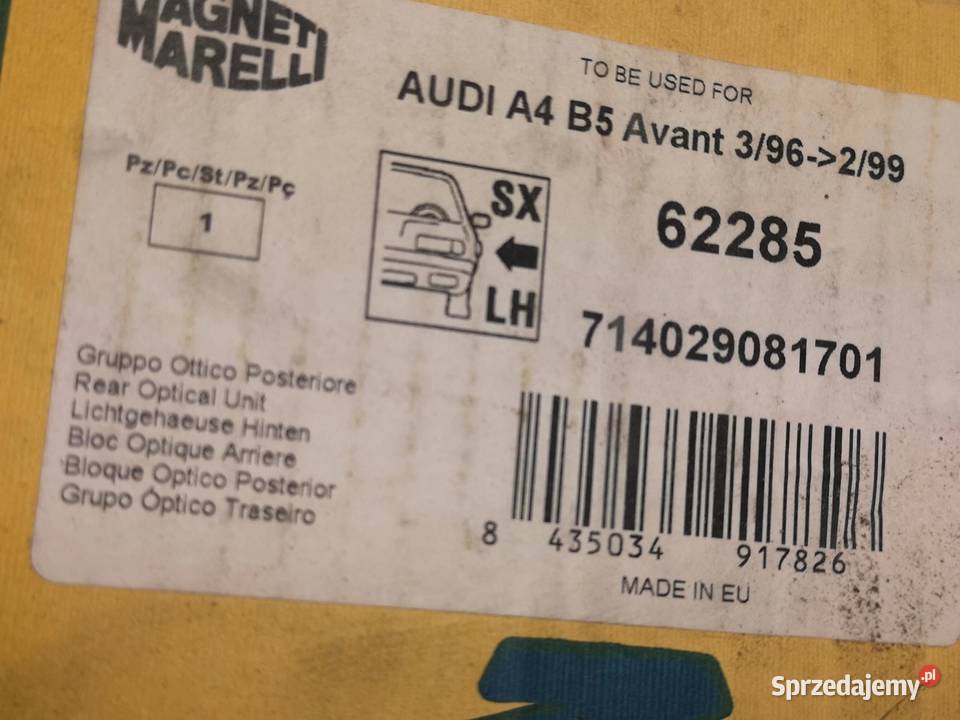 MAGNETI
MARELLI
TO BE USED FOR
AUDI A4 B5 Avant 3/96->2/99
Pz/Pc/St/Pz/Pç
1
SX
LH
62285
714029081701
Gruppo Ottico Posteriore
Rear Optical Unit
Lichtgehaeuse Hinten
Bloc Optique Arriere
Bloque Optico Posterior
Grupo Óptico Traseiro
8 435034 917826
MADE IN EU
Sprzedajemy.pl